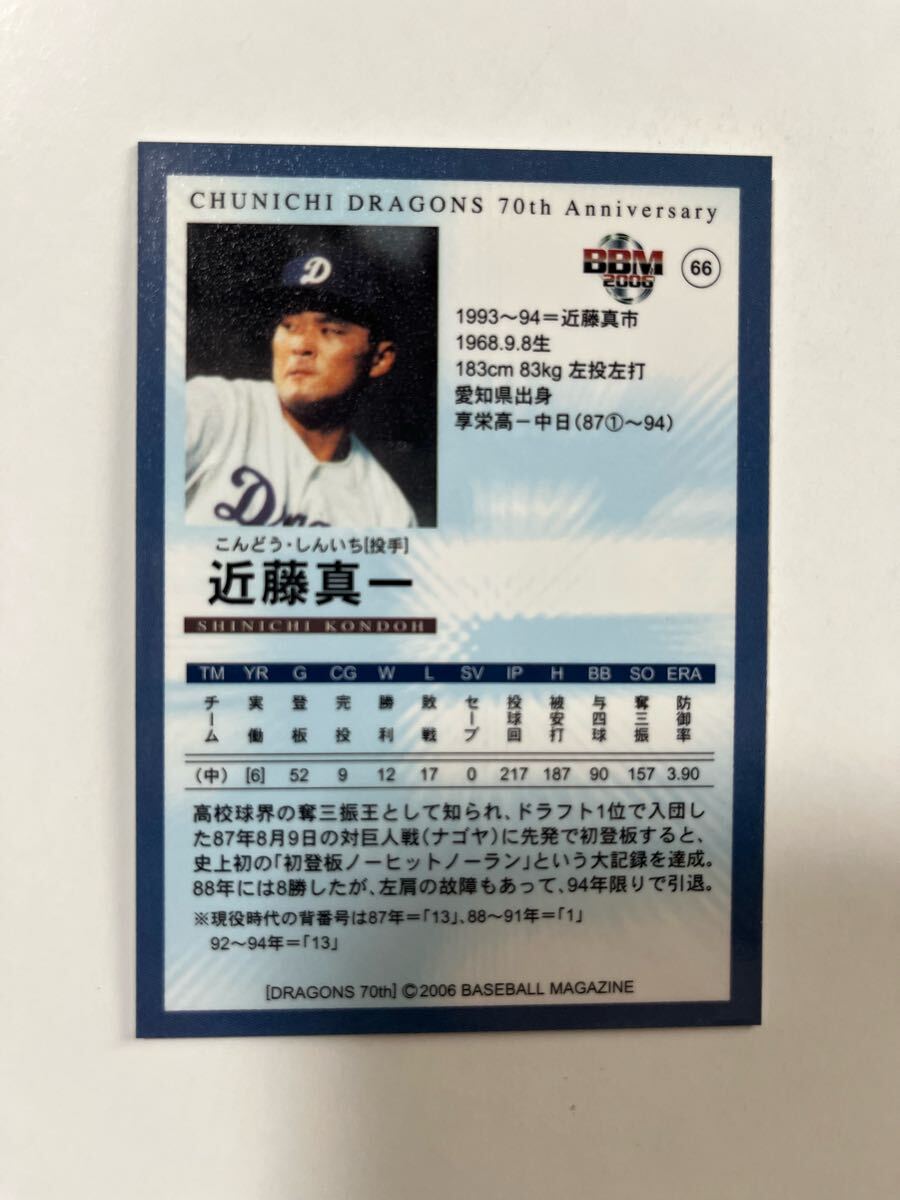 CHUNICHI DRAGONS 70th Anniversary
BBM
2006
66
D
Dra
1993〜94＝近藤真市
1968.9.8生
183cm 83kg 左投左打
愛知県出身
享栄高－中日(87①〜94)
こんどう・しんいち[投手]
近藤真一
SHINICHI KONDOH
TM YR G CG W L SV IP H BB SO ERA
チーム 実働 登板 完投 勝利 敗戦 セーブ 投球回 被安打 与四球 奪三振 防御率
(中) [6] 52 9 12 17 0 217 187 90 157 3.90
高校球界の奪三振王として知られ、ドラフト1位で入団し
た87年8月9日の対巨人戦(ナゴヤ)に先発で初登板すると、
史上初の「初登板ノーヒットノーラン」という大記録を達成。
88年には8勝したが、左肩の故障もあって、94年限りで引退。
※現役時代の背番号は87年＝「13」、88〜91年＝「1」
92〜94年＝「13」
[DRAGONS 70th] ©2006 BASEBALL MAGAZINE